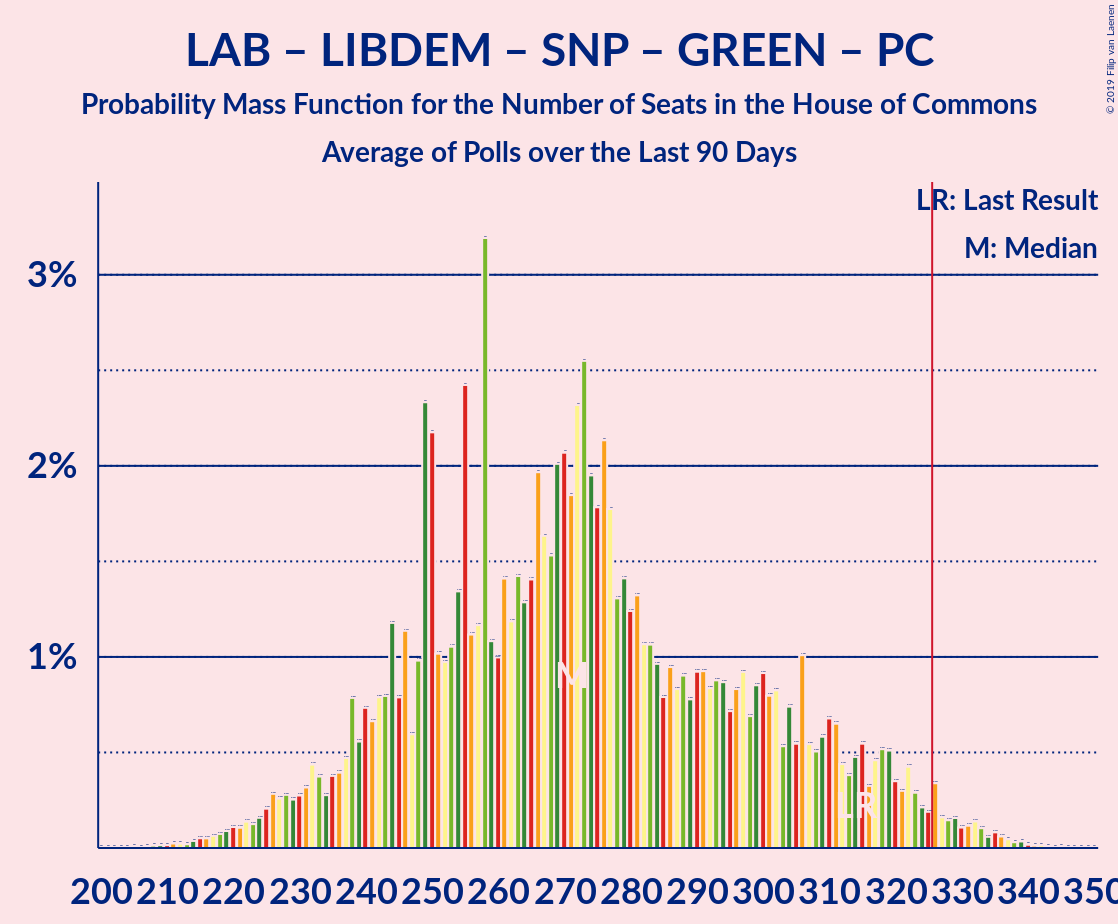 LAB – LIBDEM – SNP – GREEN – PC
Probability Mass Function for the Number of Seats in the House of Commons
Average of Polls over the Last 90 Days
© 2019 Filip van Laenen
LR: Last Result
M: Median
3%
2%
1%
M
LR
200 210 220 230 240 250 260 270 280 290 300 310 320 330 340 350